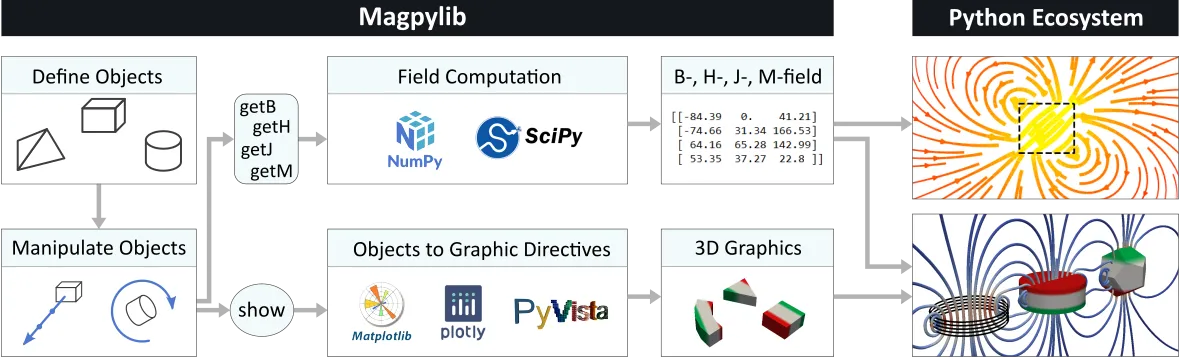 Magpylib
Python Ecosystem
Define Objects
getB
getH
getJ
getM
Field Computation
NumPy
SciPy
B-, H-, J-, M-field
[[-84.39 0. 41.21]
[-74.66 31.34 166.53]
[ 64.16 65.28 142.99]
[ 53.35 37.27 22.8 ]]
Manipulate Objects
show
Objects to Graphic Directives
Matplotlib
plotly
PyVista
3D Graphics